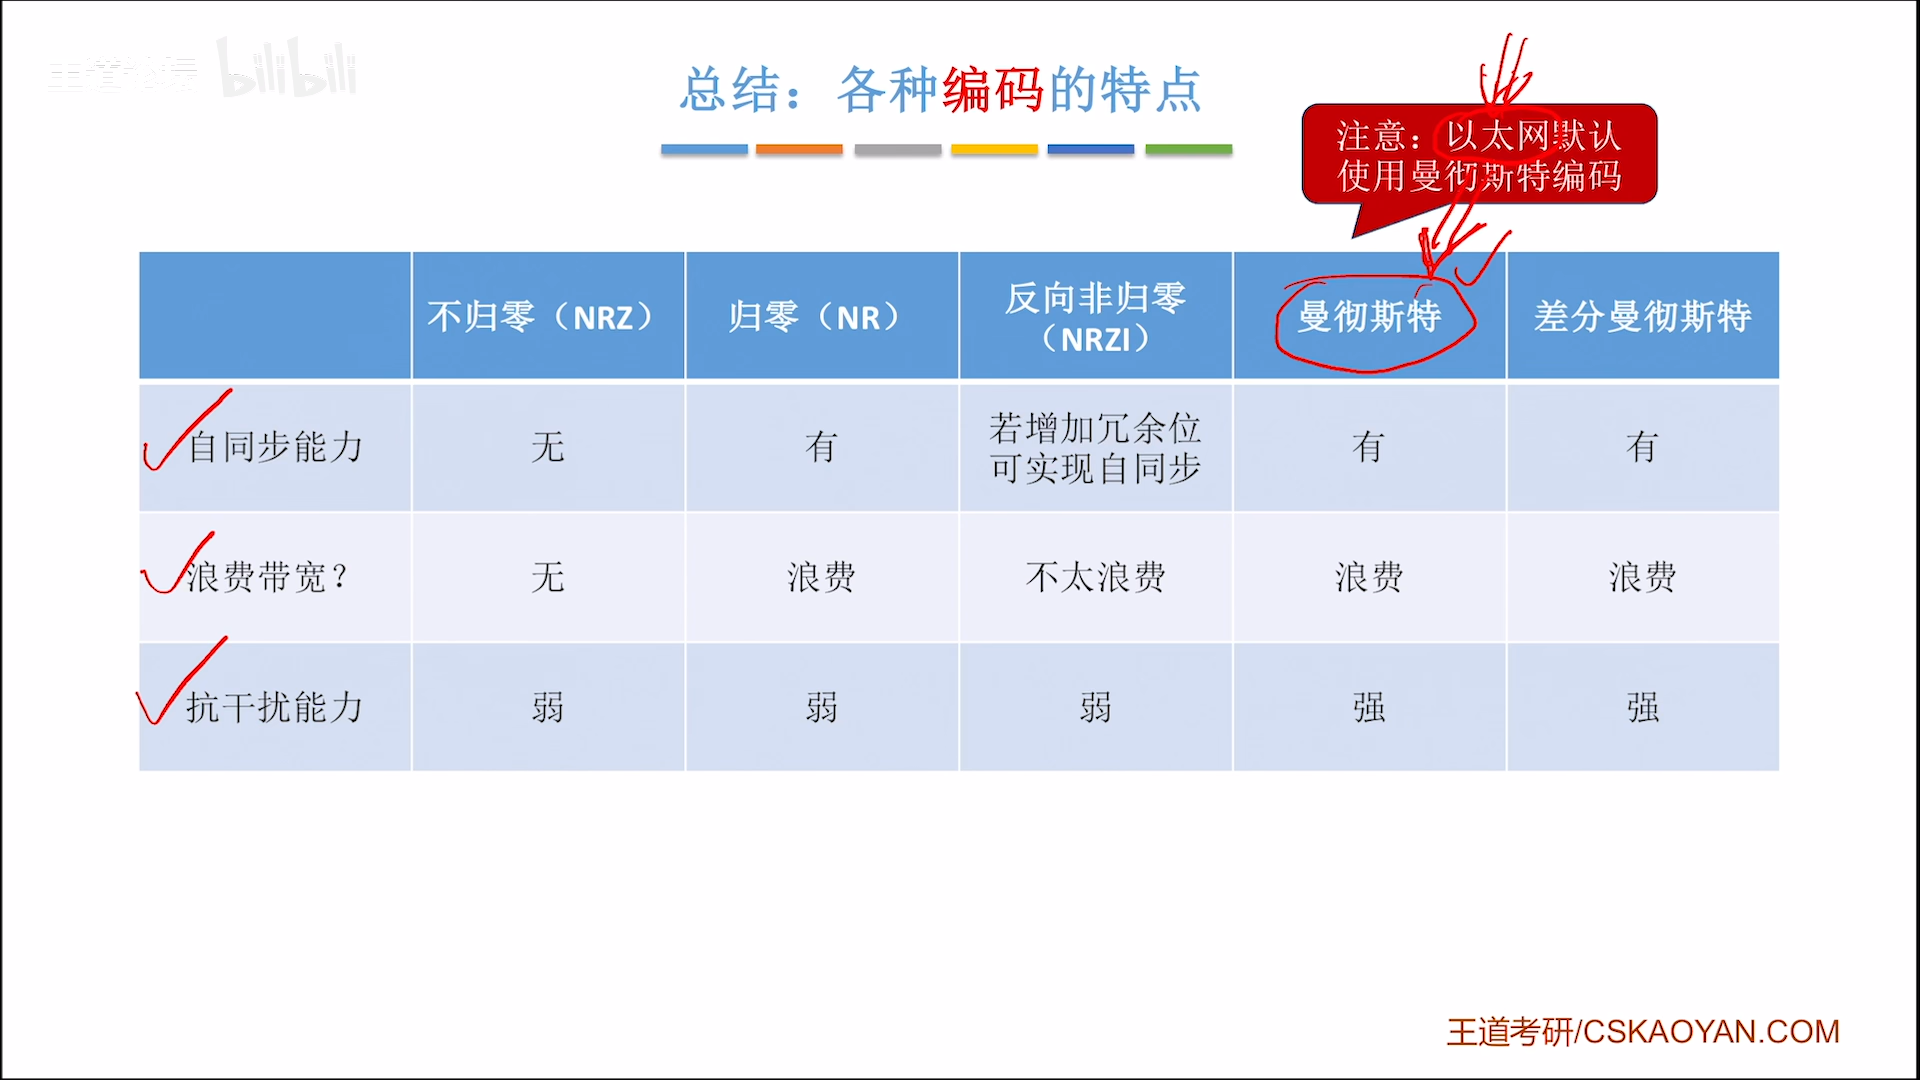 王道论坛 bilibili
总结：各种编码的特点
注意：以太网默认
使用曼彻斯特编码
不归零（NRZ）
归零（NR）
反向非归零
（NRZI）
曼彻斯特
差分曼彻斯特
自同步能力
无
有
若增加冗余位
可实现自同步
有
有
浪费带宽？
无
浪费
不太浪费
浪费
浪费
抗干扰能力
弱
弱
弱
强
强
王道考研/CSKAOYAN.COM